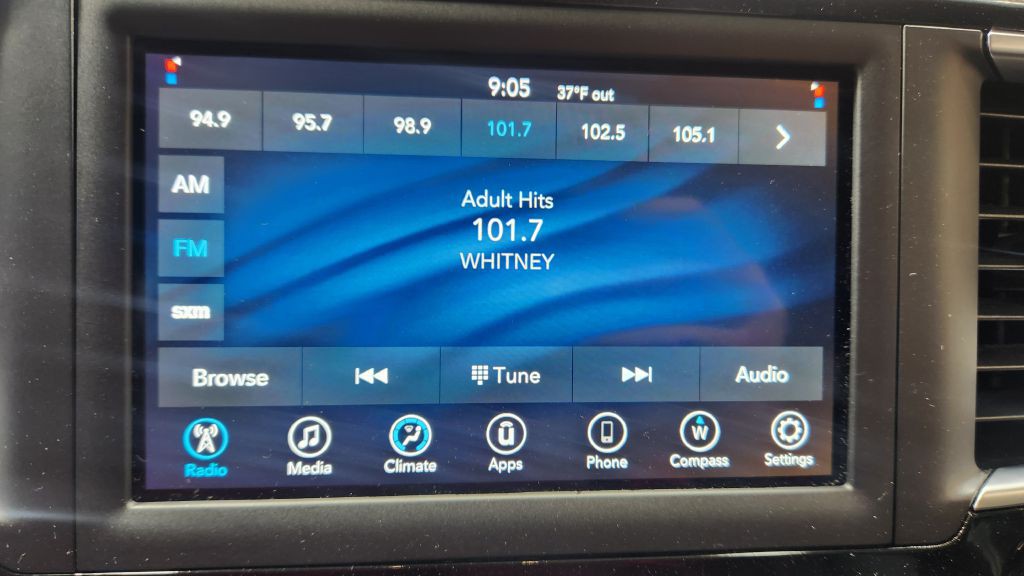 9:05 37°F out
94.9 95.7 98.9 101.7 102.5 105.1
AM
FM
sxm
Adult Hits
101.7
WHITNEY
Browse Tune Audio
W
Radio Media Climate Apps Phone Compass Settings